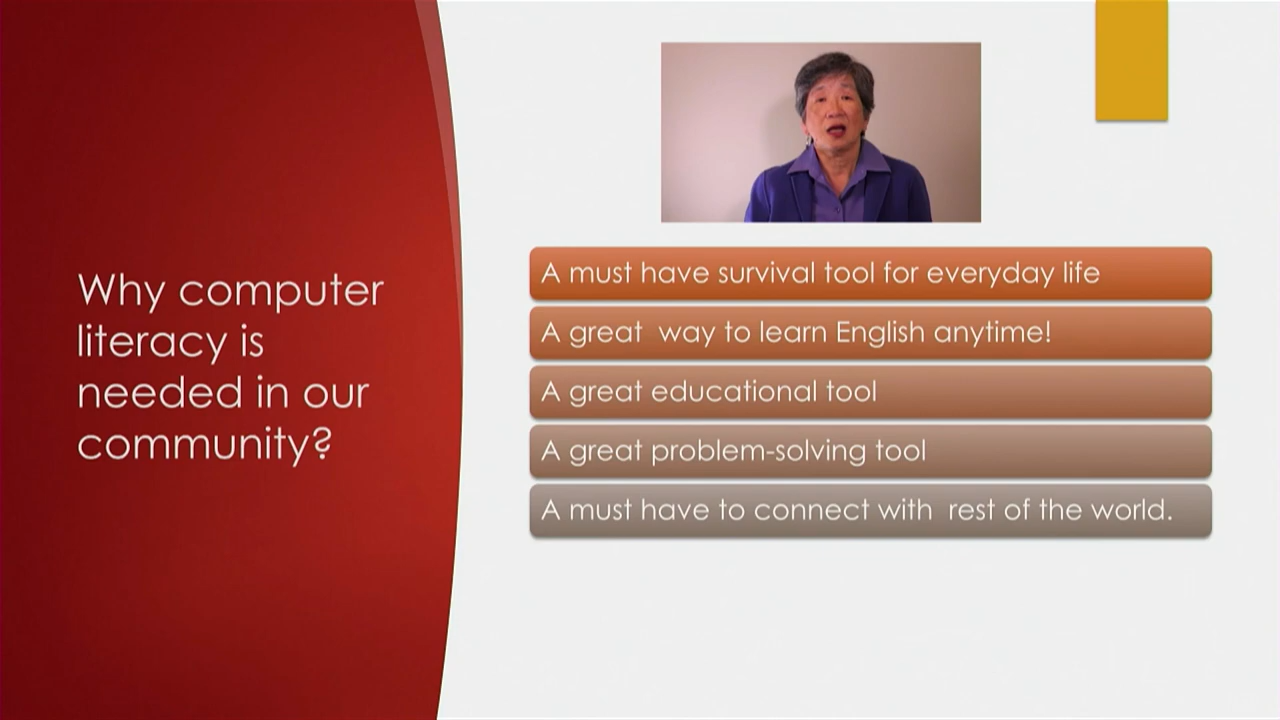 Why computer
literacy is
needed in our
community?
A must have survival tool for everyday life
A great  way to learn English anytime!
A great educational tool
A great problem-solving tool
A must have to connect with  rest of the world.